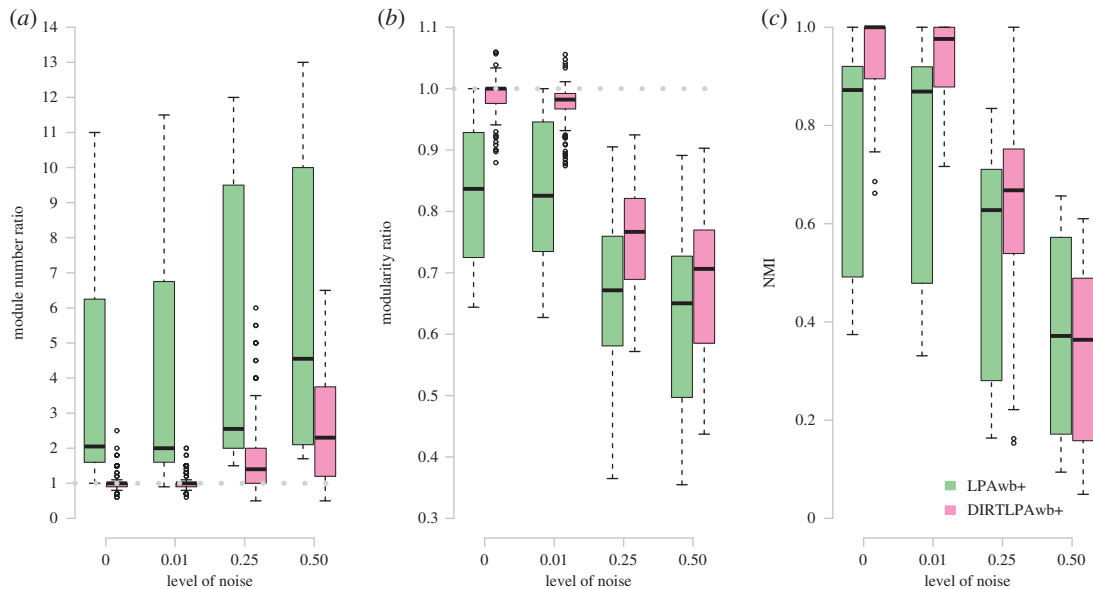 (a)
14
13
12
11
10
9
8
7
6
5
4
3
2
1
0
module number ratio
0 0.01 0.25 0.50
level of noise
(b)
1.1
1.0
0.9
0.8
0.7
0.6
0.5
0.4
0.3
modularity ratio
0 0.01 0.25 0.50
level of noise
(c)
1.0
0.8
0.6
0.4
0.2
0
NMI
LPAwb+
DIRTLPAwb+
0 0.01 0.25 0.50
level of noise